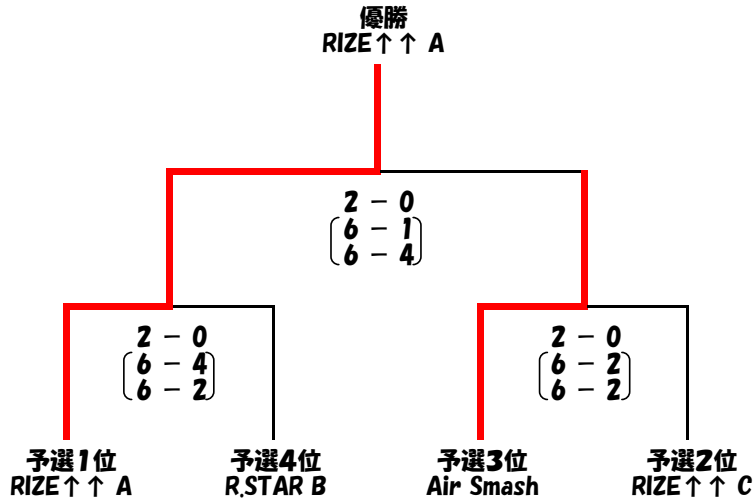 優勝
RIZE↑↑ A
2 − 0
6 − 1
6 − 4
2 − 0
6 − 4
6 − 2
2 − 0
6 − 2
6 − 2
予選1位
RIZE↑↑ A
予選4位
R.STAR B
予選3位
Air Smash
予選2位
RIZE↑↑ C